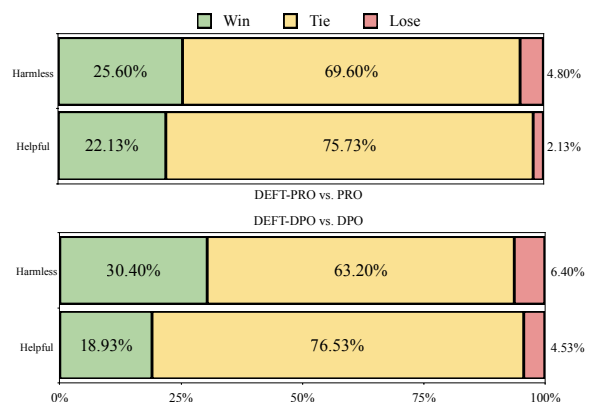 Win Tie Lose
Harmless 25.60% 69.60% 4.80%
Helpful 22.13% 75.73% 2.13%
DEFT-PRO vs. PRO
DEFT-DPO vs. DPO
Harmless 30.40% 63.20% 6.40%
Helpful 18.93% 76.53% 4.53%
0% 25% 50% 75% 100%